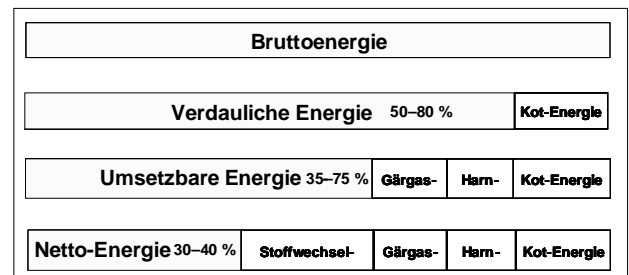 Bruttoenergie
Verdauliche Energie 50–80 % Kot-Energie
Umsetzbare Energie 35–75 % Gärgas- Harn- Kot-Energie
Netto-Energie 30–40 % Stoffwechsel- Gärgas- Harn- Kot-Energie